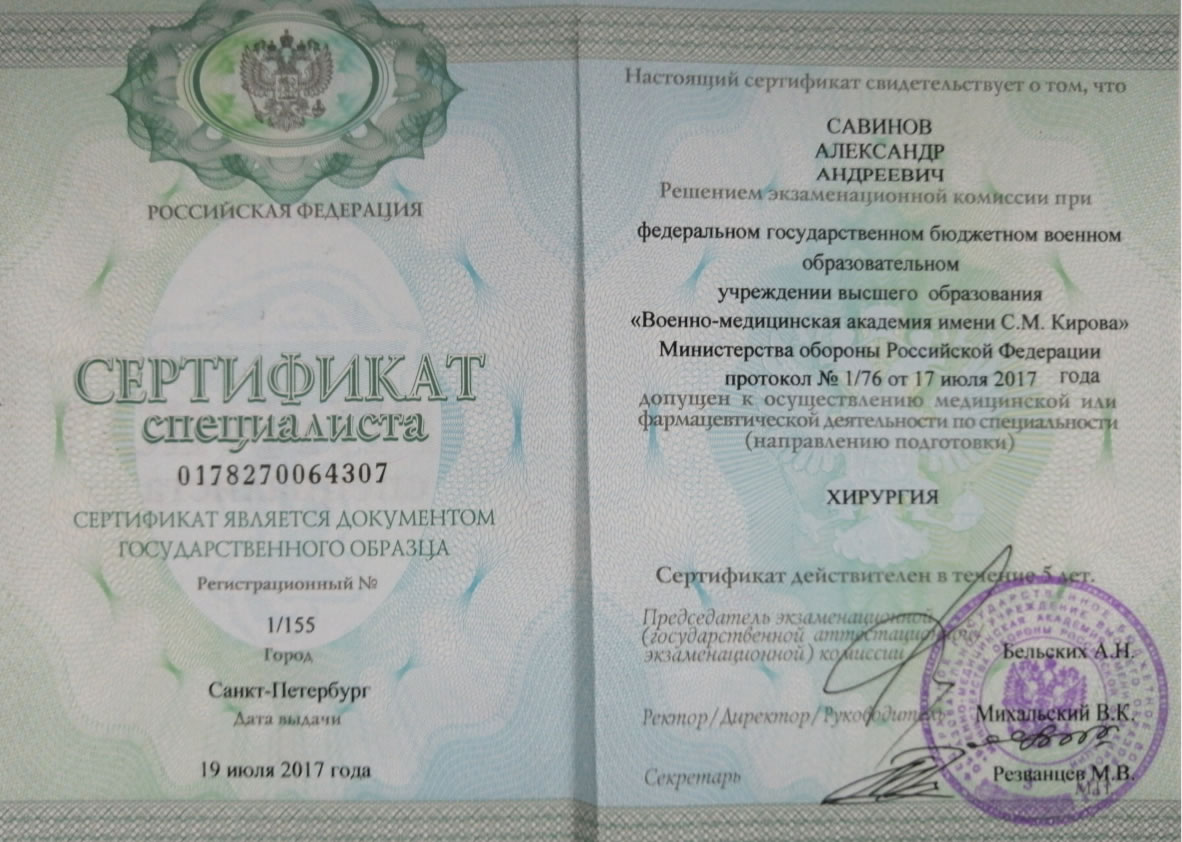 РОССИЙСКАЯ ФЕДЕРАЦИЯ
СЕРТИФИКАТ
специалиста
0178270064307
СЕРТИФИКАТ ЯВЛЯЕТСЯ ДОКУМЕНТОМ
ГОСУДАРСТВЕННОГО ОБРАЗЦА
Регистрационный №
1/155
Город
Санкт-Петербург
Дата выдачи
19 июля 2017 года
Настоящий сертификат свидетельствует о том, что
САВИНОВ
АЛЕКСАНДР
АНДРЕЕВИЧ
Решением экзаменационной комиссии при
федеральном государственном бюджетном военном
образовательном
учреждении высшего образования
«Военно-медицинская академия имени С.М. Кирова»
Министерства обороны Российской Федерации
протокол № 1/76 от 17 июля 2017 года
допущен к осуществлению медицинской или
фармацевтической деятельности по специальности
(направлению подготовки)
ХИРУРГИЯ
Сертификат действителен в течение 5 лет.
Председатель экзаменационной
(государственной аттестационной
экзаменационной) комиссии
Бельских А.Н.
Ректор/Директор/Руководитель
Михальский В.К.
Секретарь
Резванцев М.В.